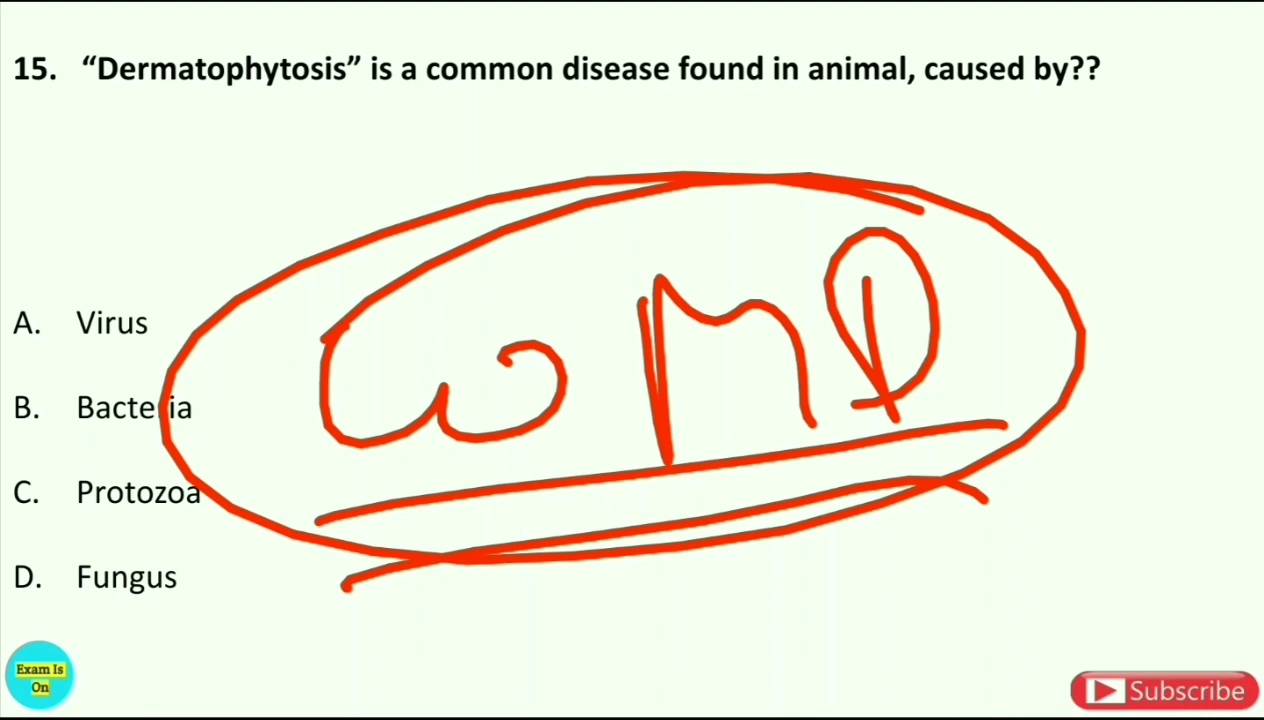 15. “Dermatophytosis” is a common disease found in animal, caused by??
A. Virus
B. Bacteria
C. Protozoa
D. Fungus
Exam Is
On
Subscribe